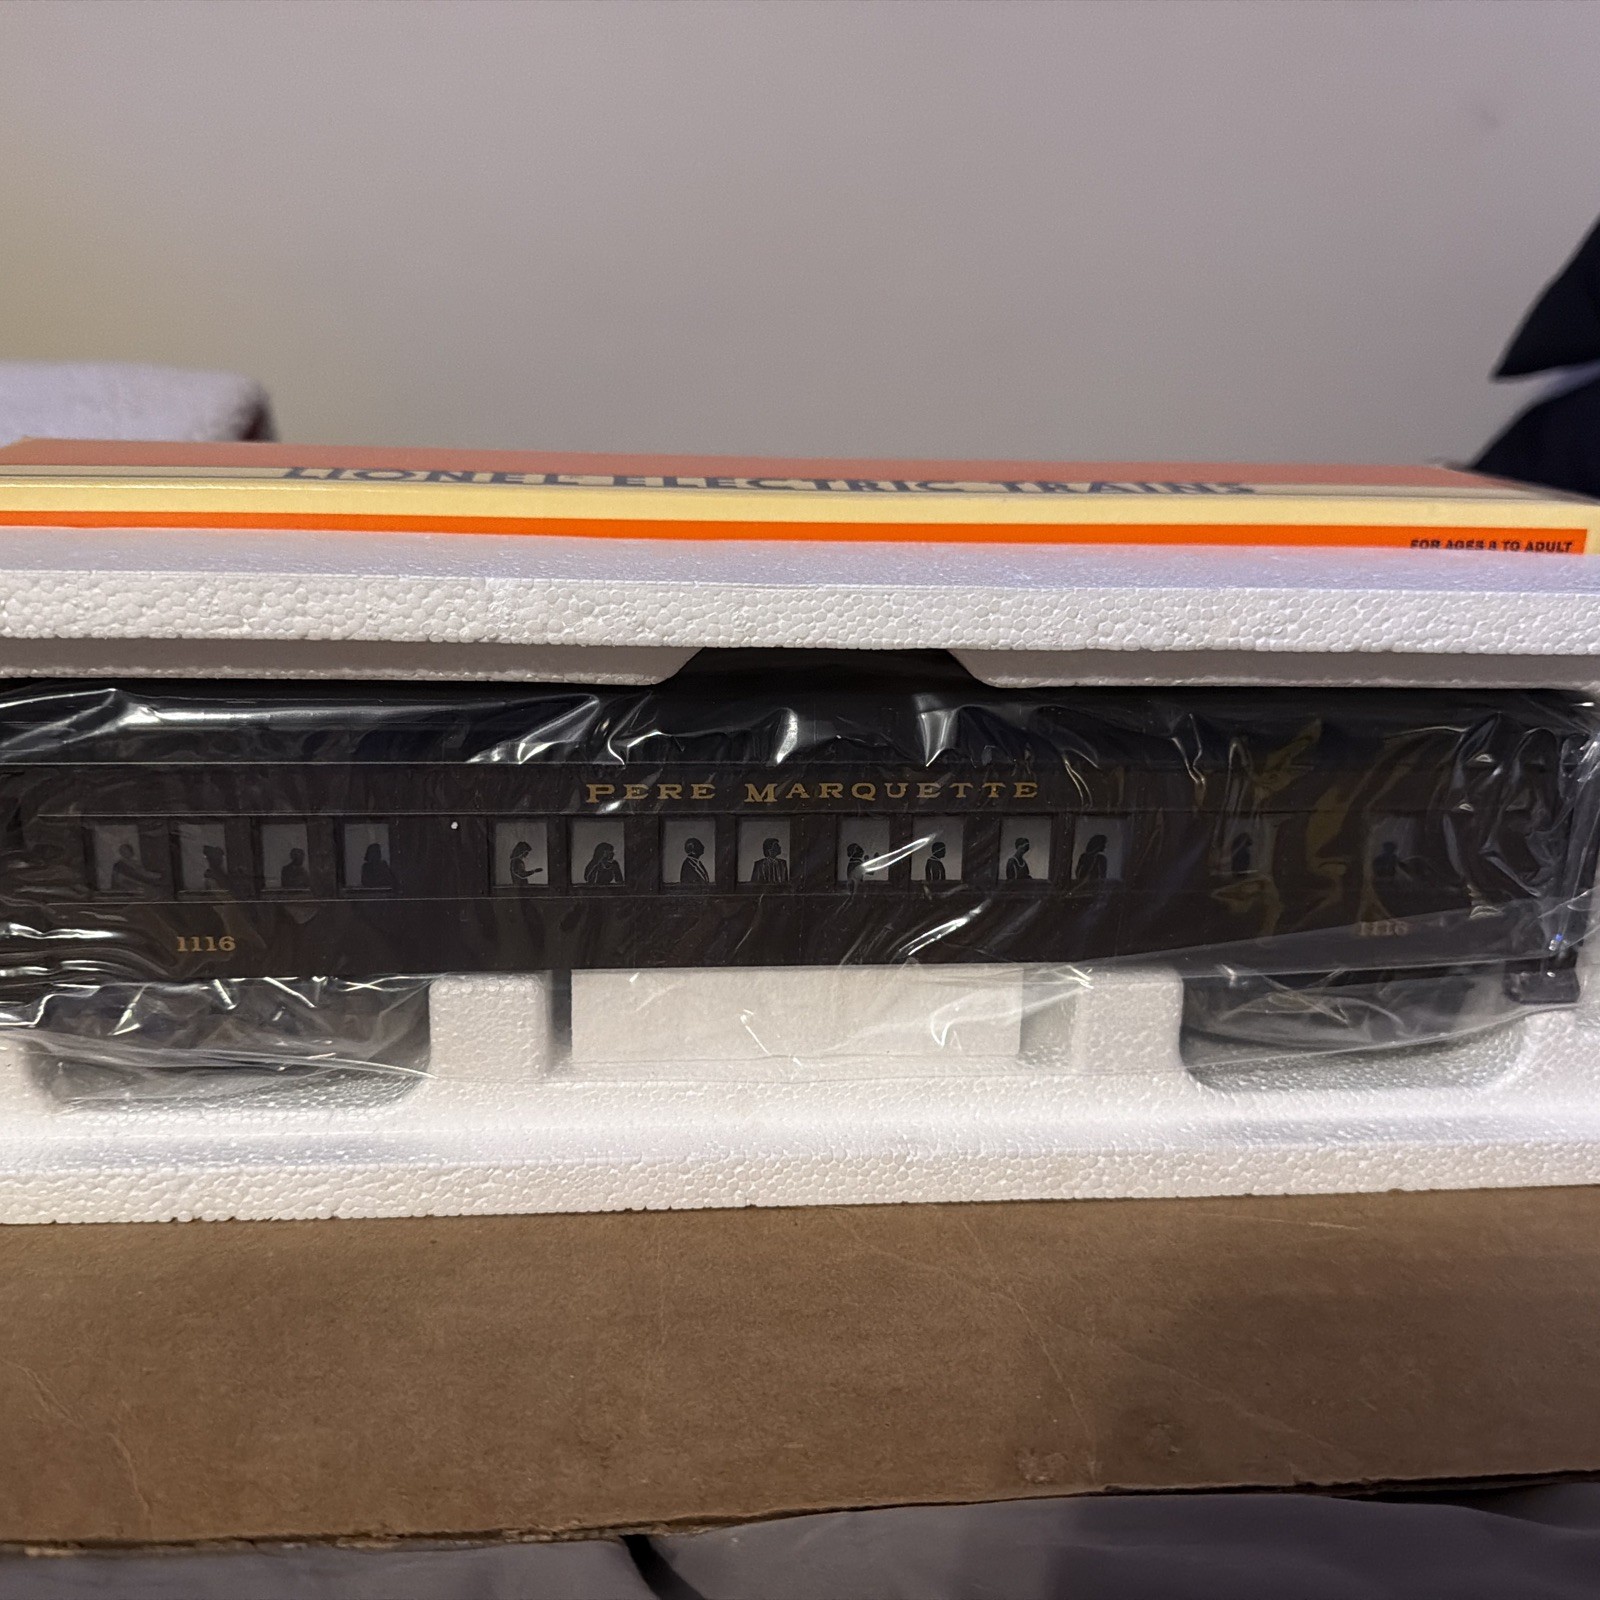 LIONEL ELECTRIC TRAINS
FOR AGES 8 TO ADULT
PERE MARQUETTE
1116
1116